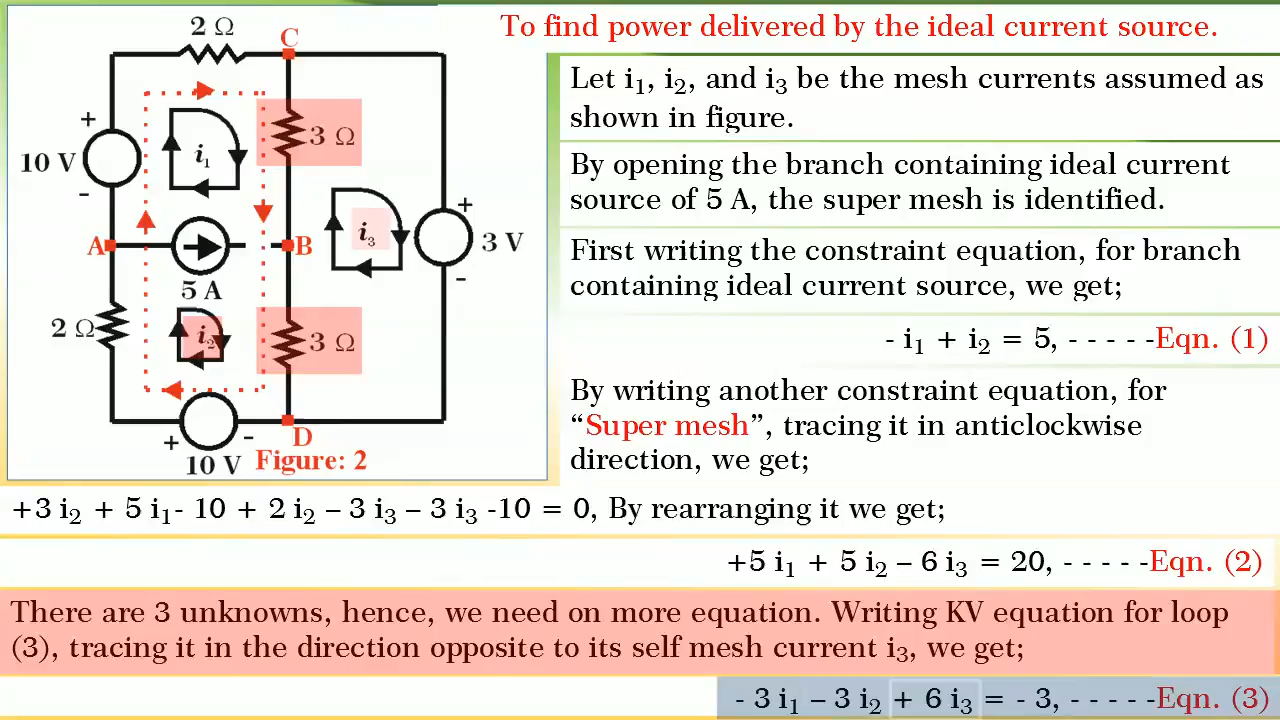 To find power delivered by the ideal current source.
2 Ω
C
+
10 V
-
3 Ω
i₁
A
B
5 A
i₃
+
3 V
-
2 Ω
i₂
3 Ω
+
-
10 V
D
Figure: 2
Let i₁, i₂, and i₃ be the mesh currents assumed as
shown in figure.
By opening the branch containing ideal current
source of 5 A, the super mesh is identified.
First writing the constraint equation, for branch
containing ideal current source, we get;
- i₁ + i₂ = 5, - - - - -Eqn. (1)
By writing another constraint equation, for
“Super mesh”, tracing it in anticlockwise
direction, we get;
+3 i₂ + 5 i₁- 10 + 2 i₂ – 3 i₃ – 3 i₃ -10 = 0, By rearranging it we get;
+5 i₁ + 5 i₂ – 6 i₃ = 20, - - - - -Eqn. (2)
There are 3 unknowns, hence, we need on more equation. Writing KV equation for loop
(3), tracing it in the direction opposite to its self mesh current i₃, we get;
- 3 i₁ – 3 i₂ + 6 i₃ = - 3, - - - - -Eqn. (3)